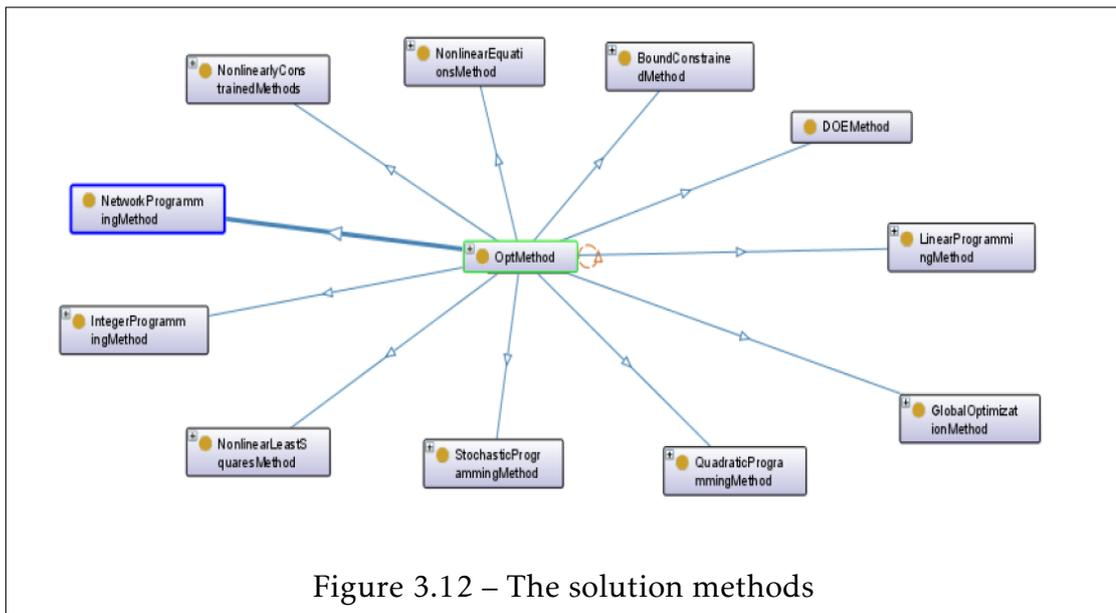 NonlinearEquati
onsMethod
BoundConstraine
dMethod
NonlinearlyCons
trainedMethods
DOEMethod
NetworkProgramm
ingMethod
OptMethod
LinearProgrammi
ngMethod
IntegerProgramm
ingMethod
GlobalOptimizat
ionMethod
NonlinearLeastS
quaresMethod
StochasticProgr
ammingMethod
QuadraticProgra
mmingMethod
Figure 3.12 – The solution methods